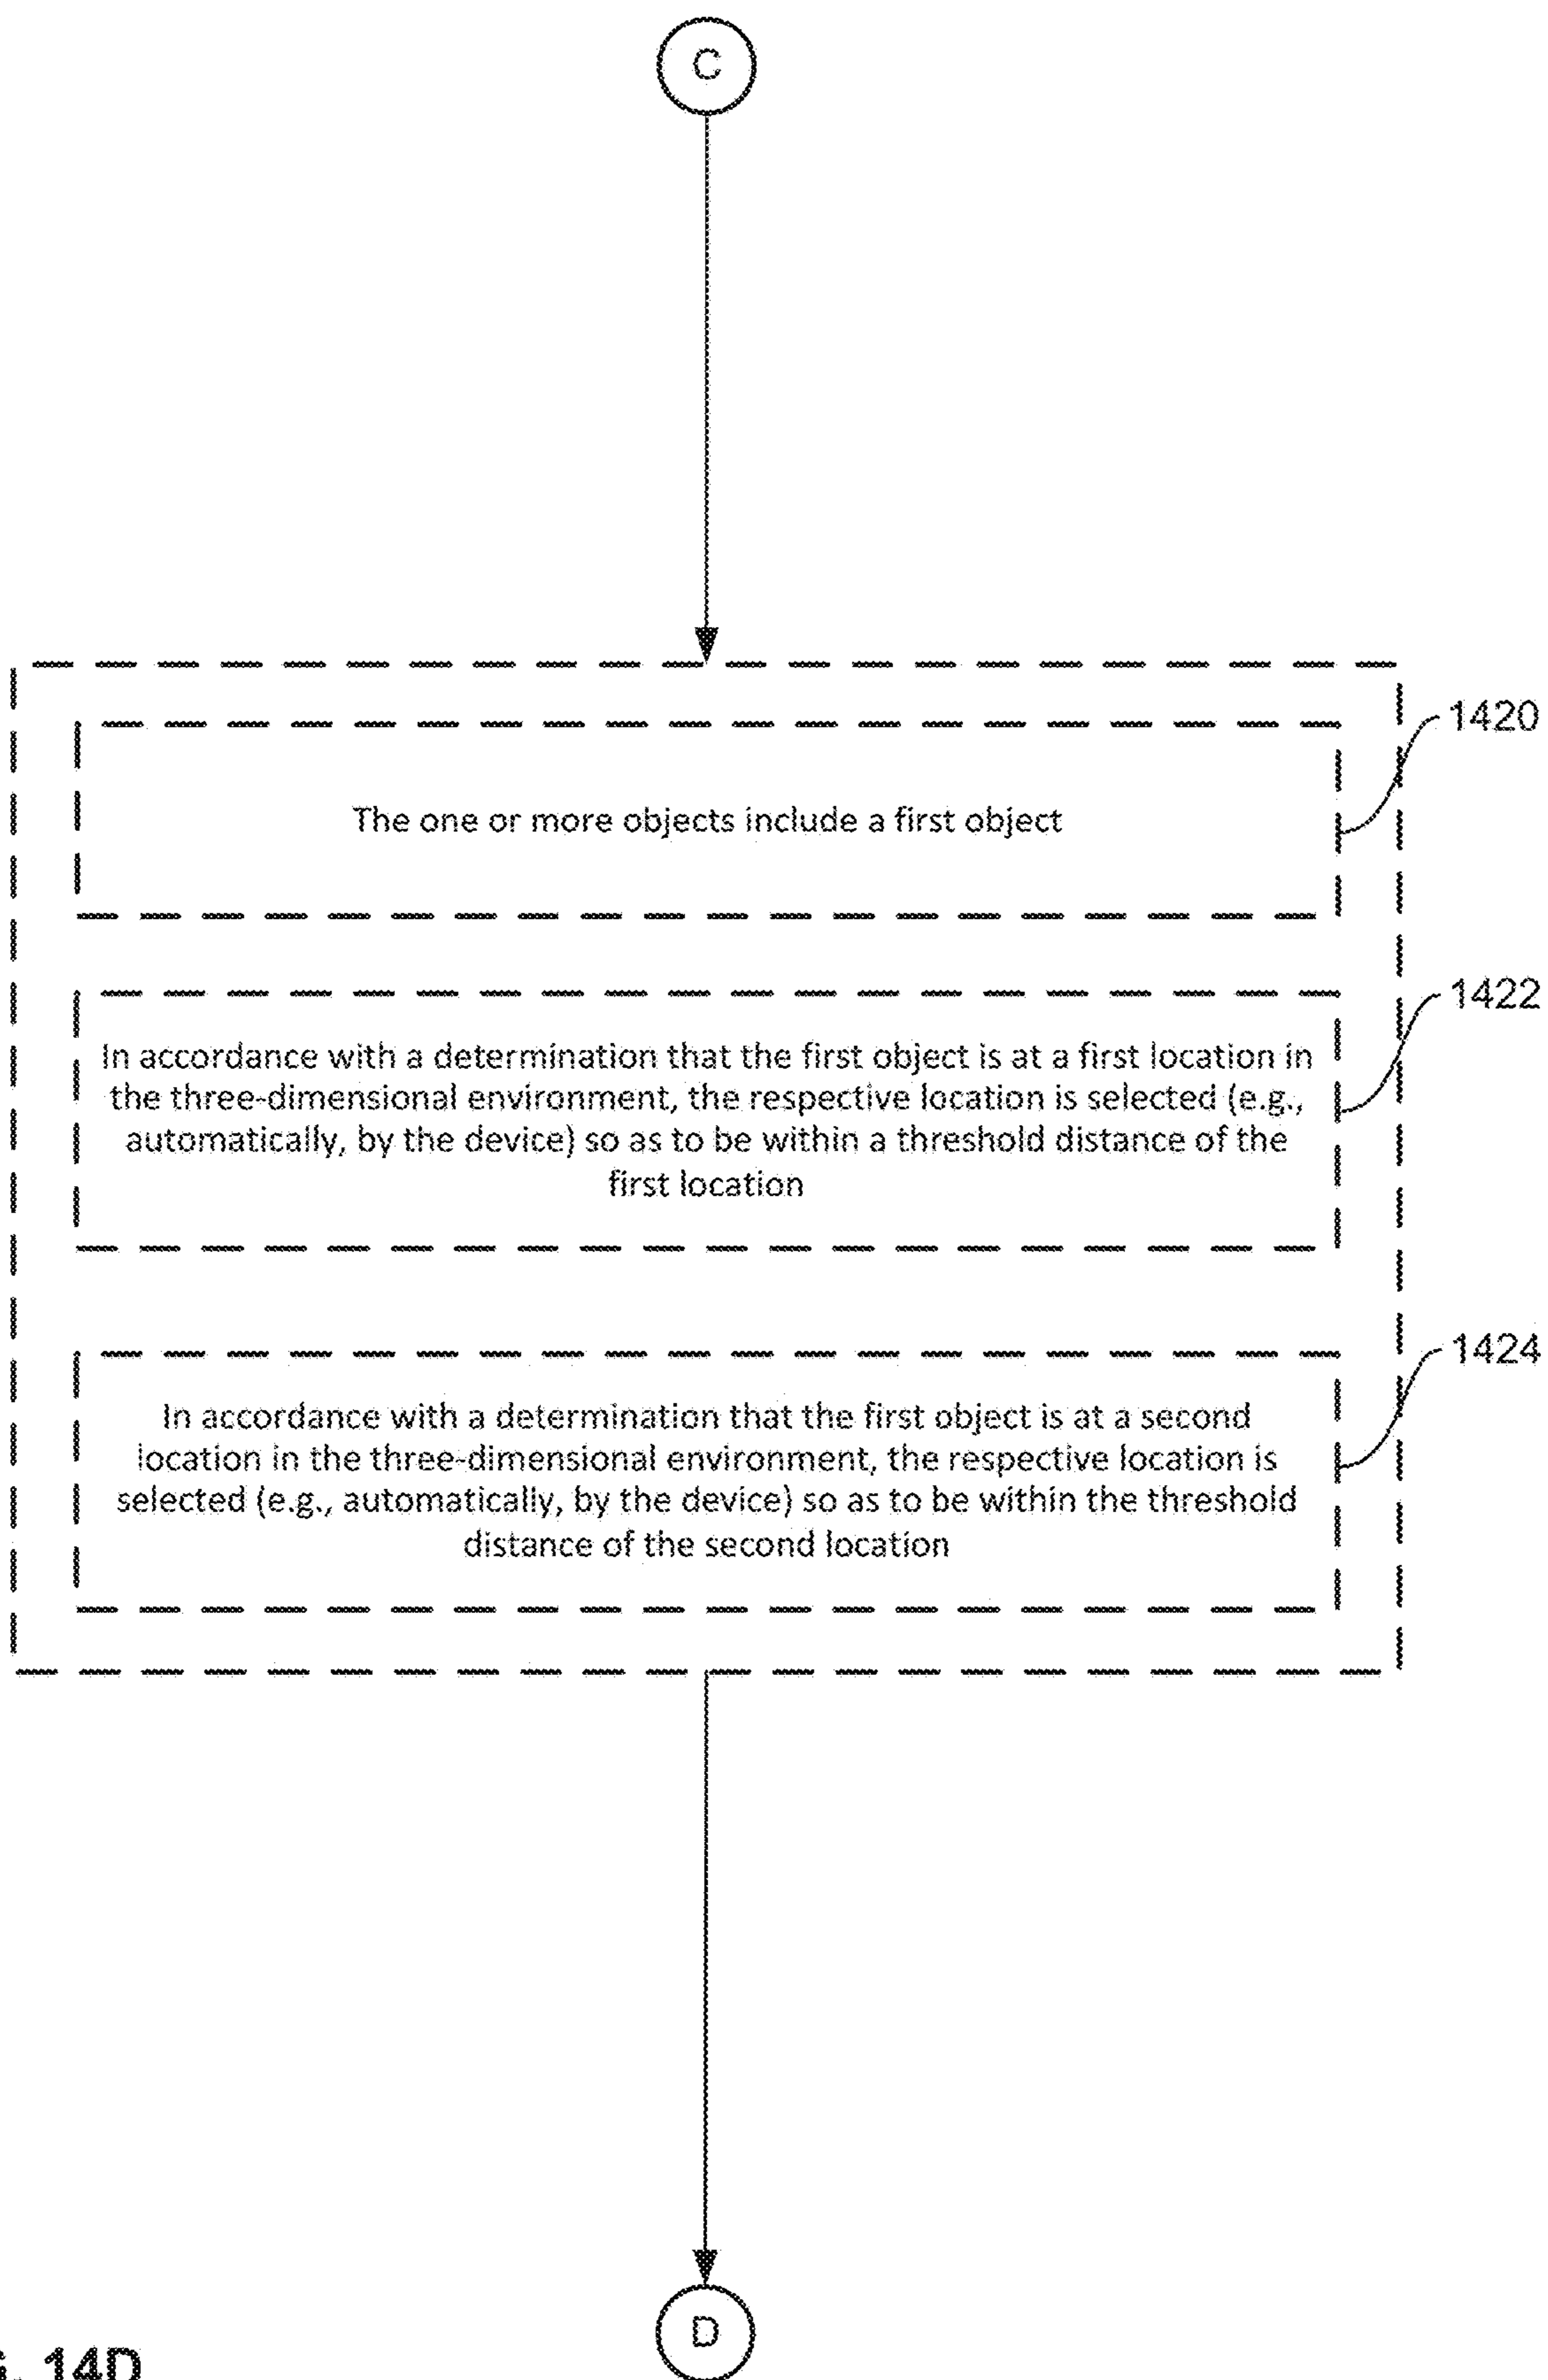 C
1420
The one or more objects include a first object
1422
In accordance with a determination that the first object is at a first location in
the three-dimensional environment, the respective location is selected (e.g.,
automatically, by the device) so as to be within a threshold distance of the
first location
1424
In accordance with a determination that the first object is at a second
location in the three-dimensional environment, the respective location is
selected (e.g., automatically, by the device) so as to be within the threshold
distance of the second location
D
14D